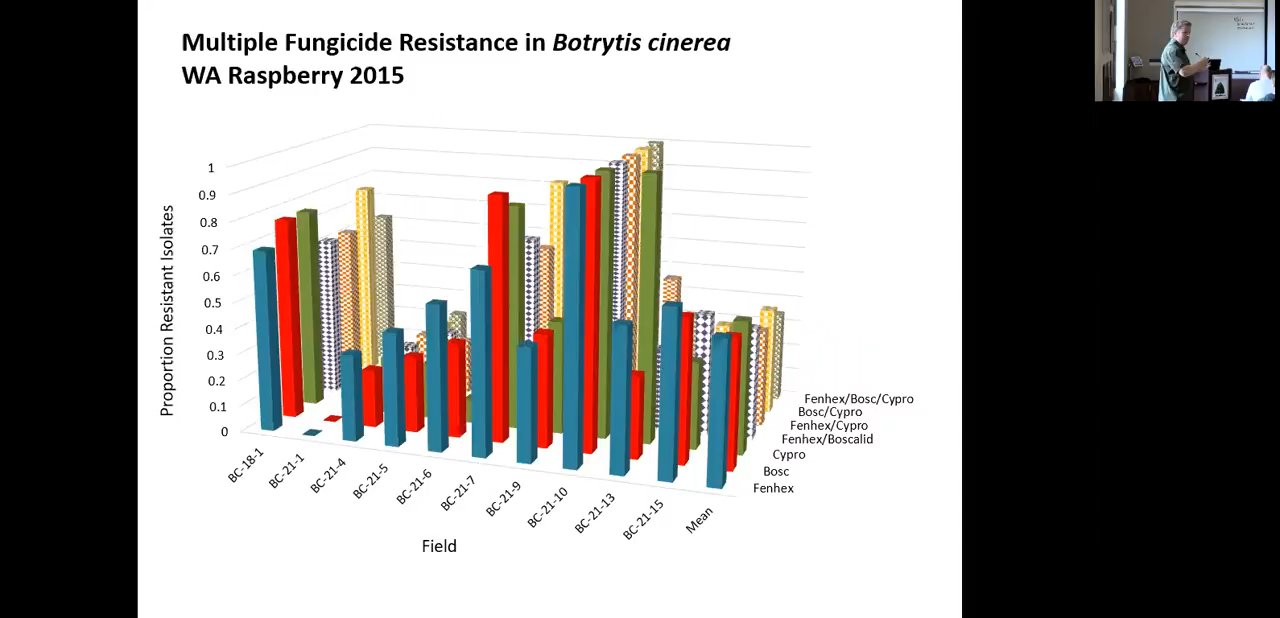 Multiple Fungicide Resistance in Botrytis cinerea
WA Raspberry 2015
Proportion Resistant Isolates
1
0.9
0.8
0.7
0.6
0.5
0.4
0.3
0.2
0.1
0
BC-18-1
BC-21-1
BC-21-4
BC-21-5
BC-21-6
BC-21-7
BC-21-9
BC-21-10
BC-21-13
BC-21-15
Mean
Field
Fenhex/Bosc/Cypro
Bosc/Cypro
Fenhex/Cypro
Fenhex/Boscalid
Cypro
Bosc
Fenhex